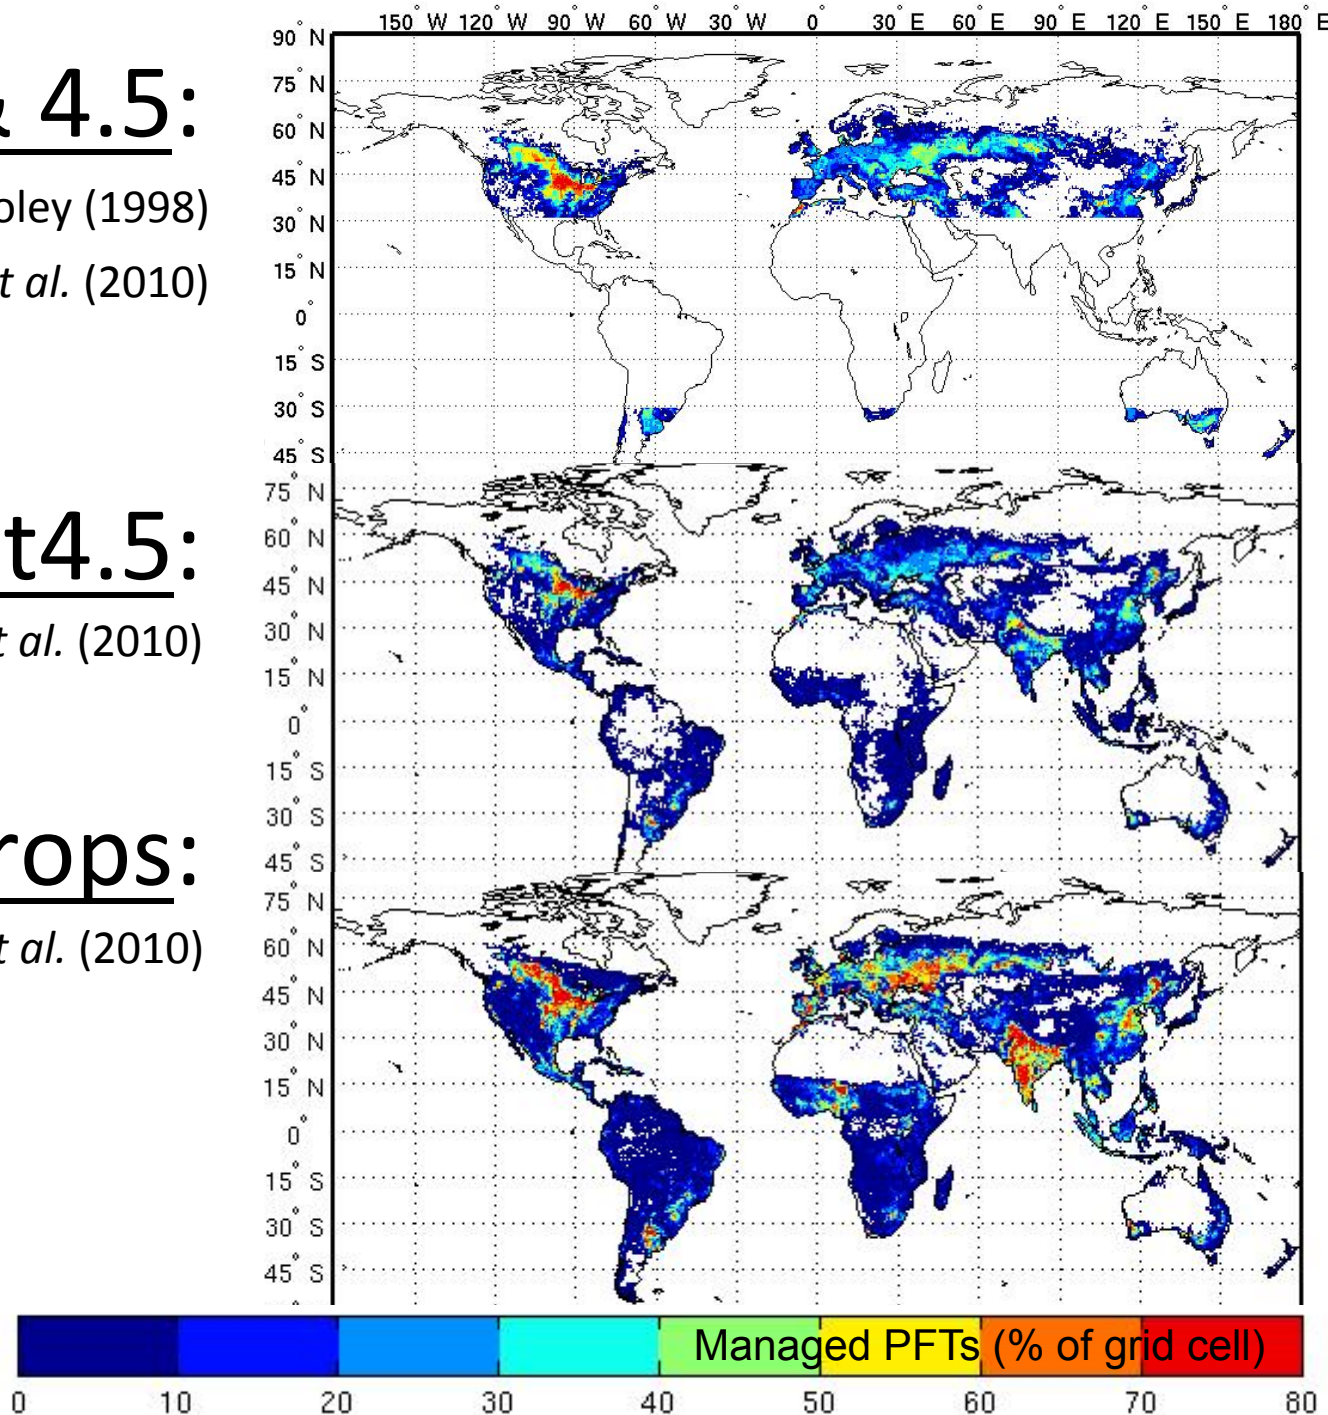 150° W 120° W 90° W 60° W 30° W 0° 30° E 60° E 90° E 120° E 150° E 180° E
90° N
75° N
& 4.5:
60° N
45° N
oley (1998)
30° N
t al. (2010)
15° N
0°
15° S
30° S
45° S
75° N
t4.5:
60° N
45° N
30° N
t al. (2010)
15° N
0°
15° S
30° S
rops:
45° S
75° N
t al. (2010)
60° N
45° N
30° N
15° N
0°
15° S
30° S
45° S
Managed PFTs (% of grid cell)
0 10 20 30 40 50 60 70 80